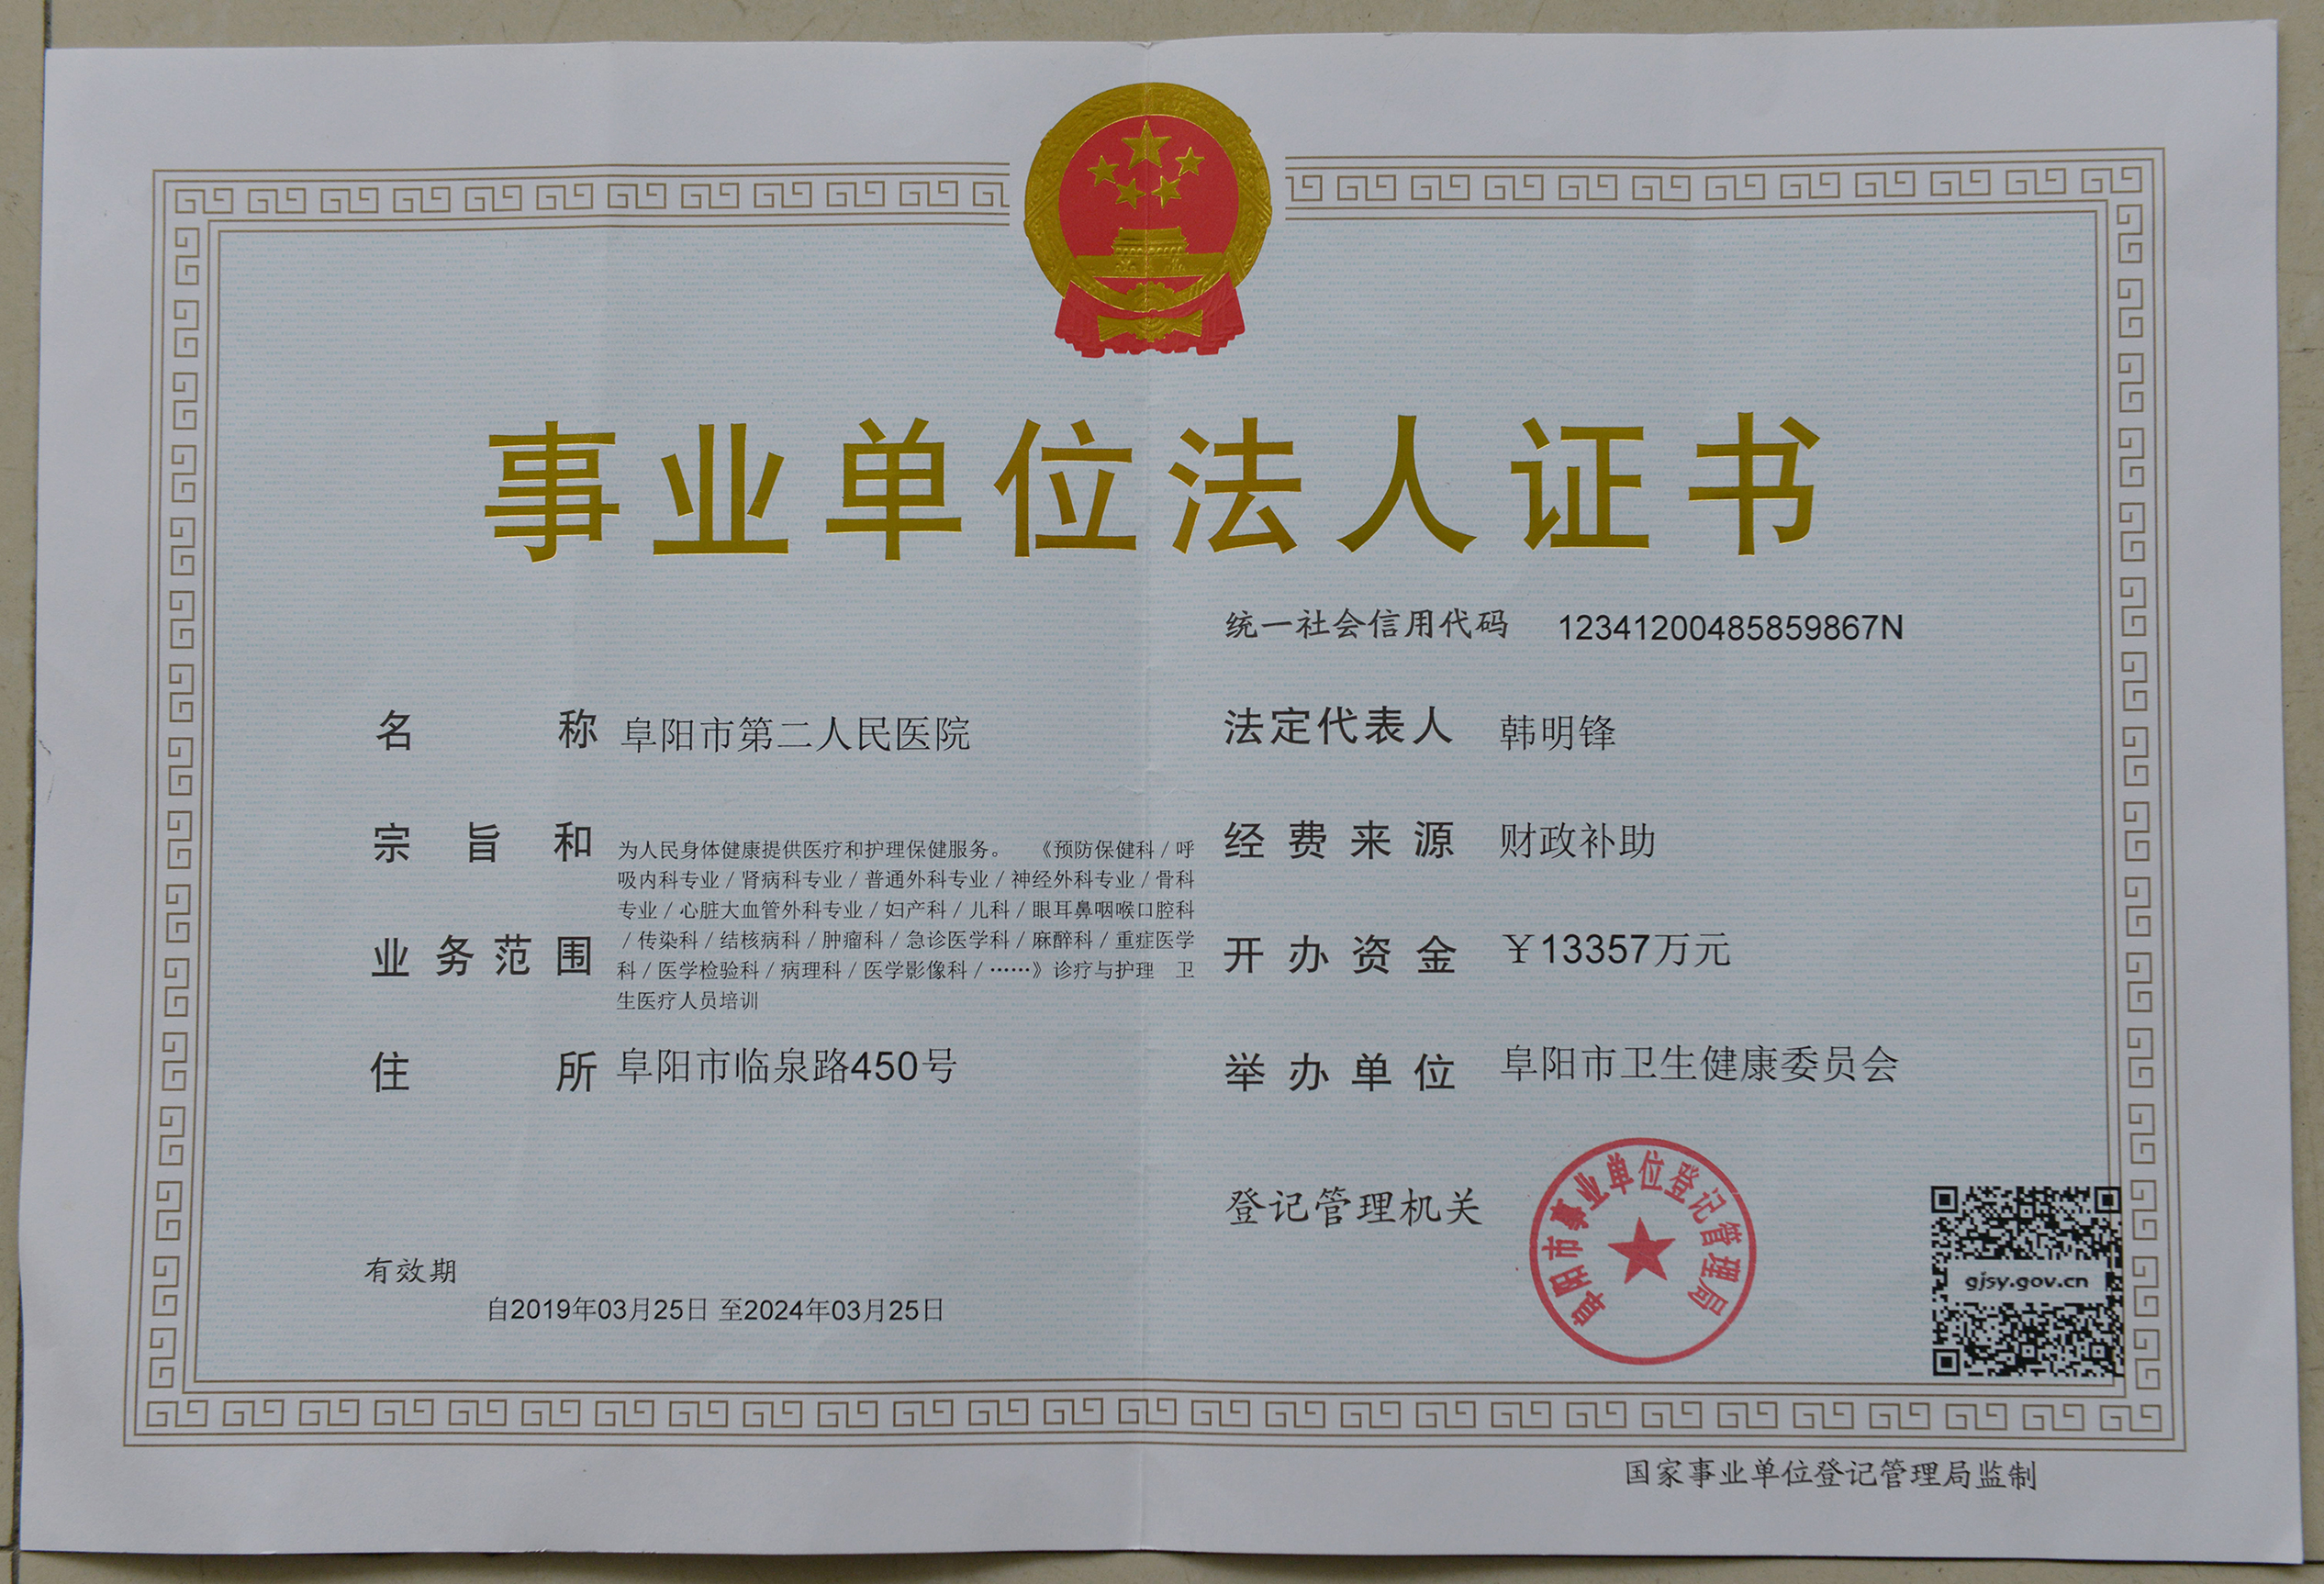 事业单位法人证书
统一社会信用代码 12341200485859867N
名称 阜阳市第二人民医院
法定代表人 韩明锋
宗旨和
业务范围
为人民身体健康提供医疗和护理保健服务。 《预防保健科/呼
吸内科专业/肾病科专业/普通外科专业/神经外科专业/骨科
专业/心脏大血管外科专业/妇产科/儿科/眼耳鼻咽喉口腔科
/传染科/结核病科/肿瘤科/急诊医学科/麻醉科/重症医学
科/医学检验科/病理科/医学影像科/……》诊疗与护理 卫
生医疗人员培训
经费来源 财政补助
开办资金 ¥13357万元
住所 阜阳市临泉路450号
举办单位 阜阳市卫生健康委员会
登记管理机关
阜阳市事业单位登记管理局
有效期
自2019年03月25日 至2024年03月25日
gjsy.gov.cn
国家事业单位登记管理局监制